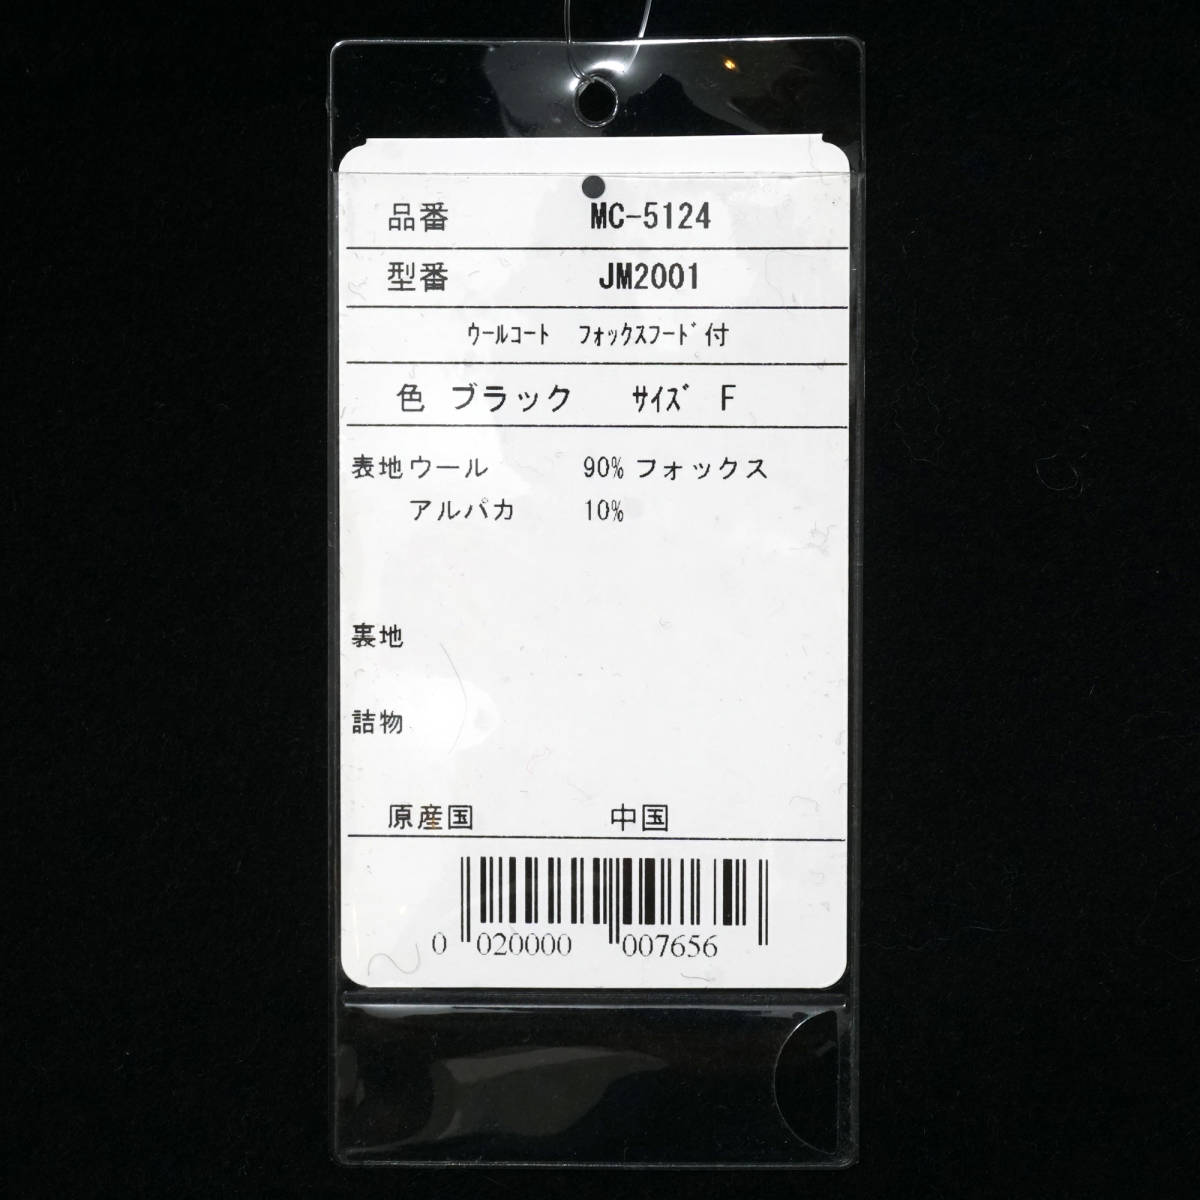 品番 MC-5124
型番 JM2001
ｳｰﾙｺｰﾄ ﾌｫｯｸｽﾌｰﾄﾞ付
色 ブラック ｻｲｽﾞ F
表地 ウール 90% フォックス
アルパカ 10%
裏地
詰物
原産国 中国
0 020000 007656